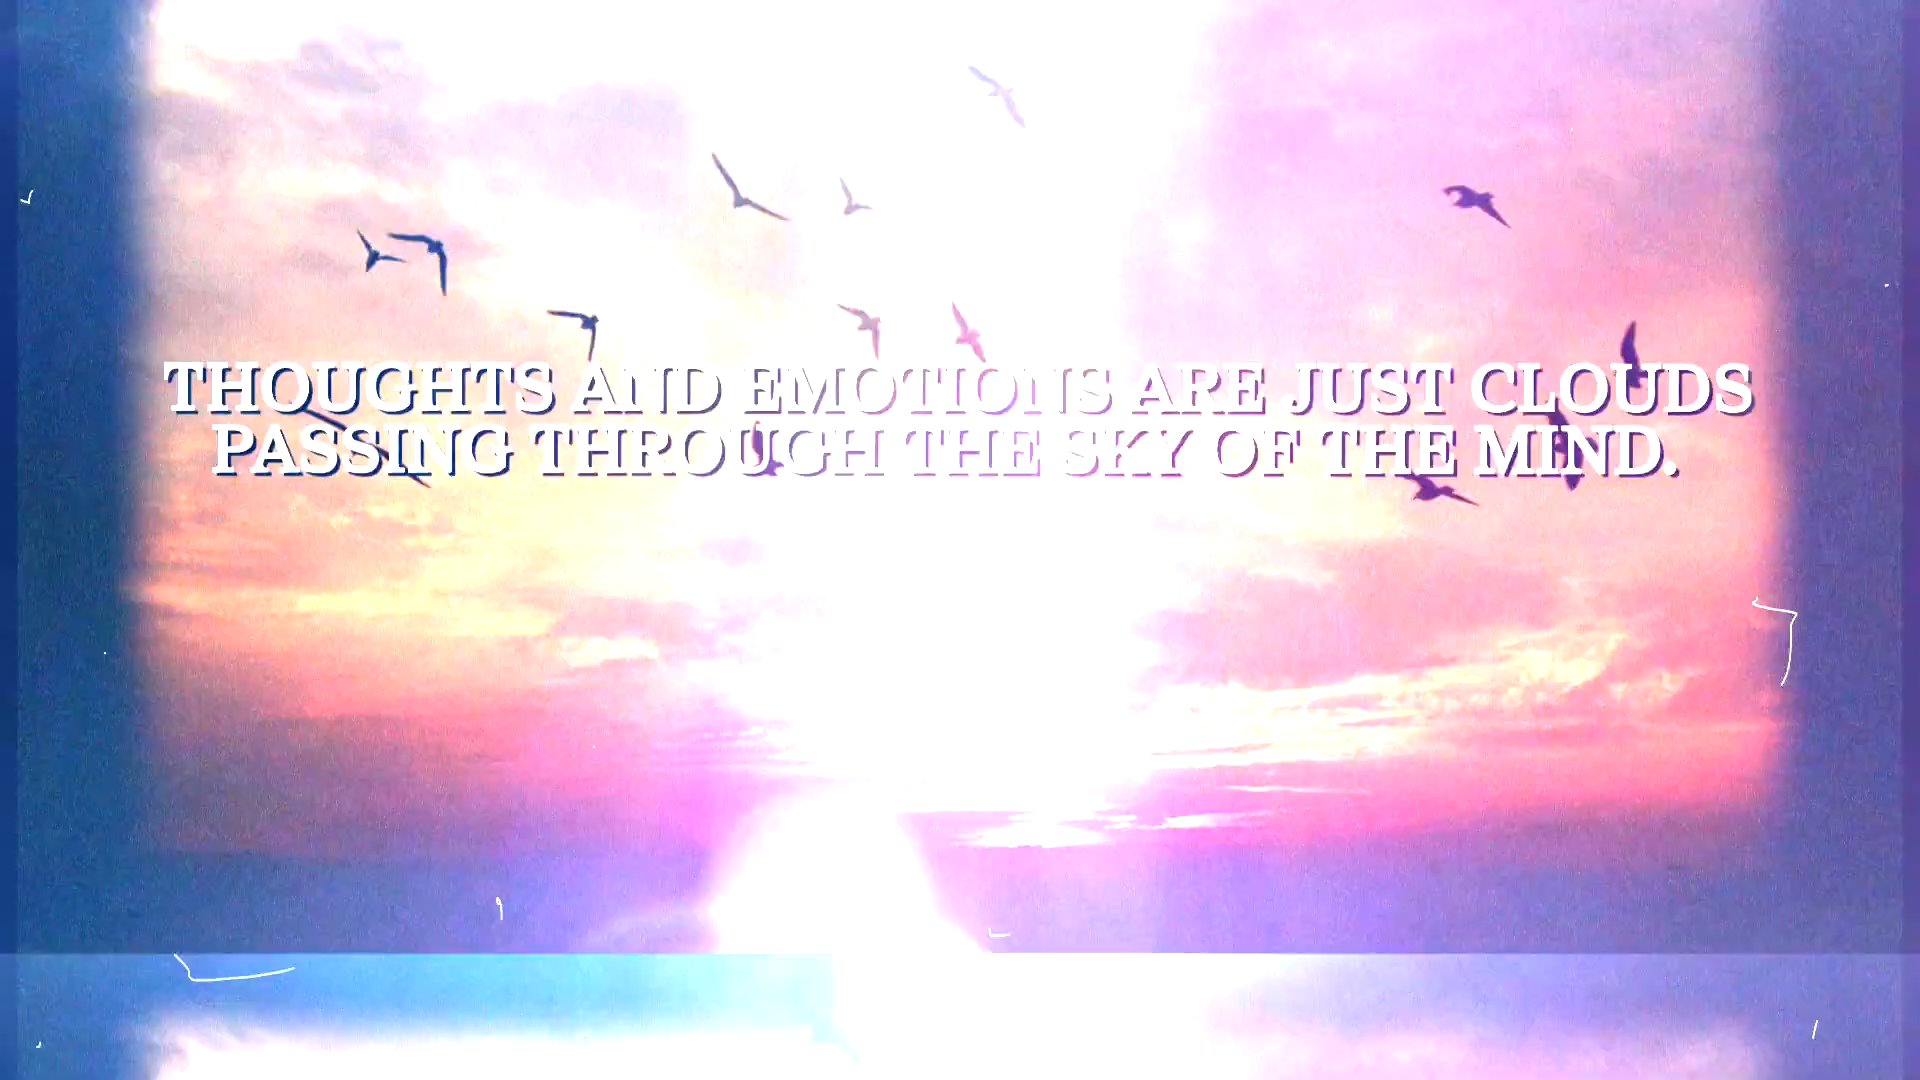 THOUGHTS AND EMOTIONS ARE JUST CLOUDS
PASSING THROUGH THE SKY OF THE MIND.